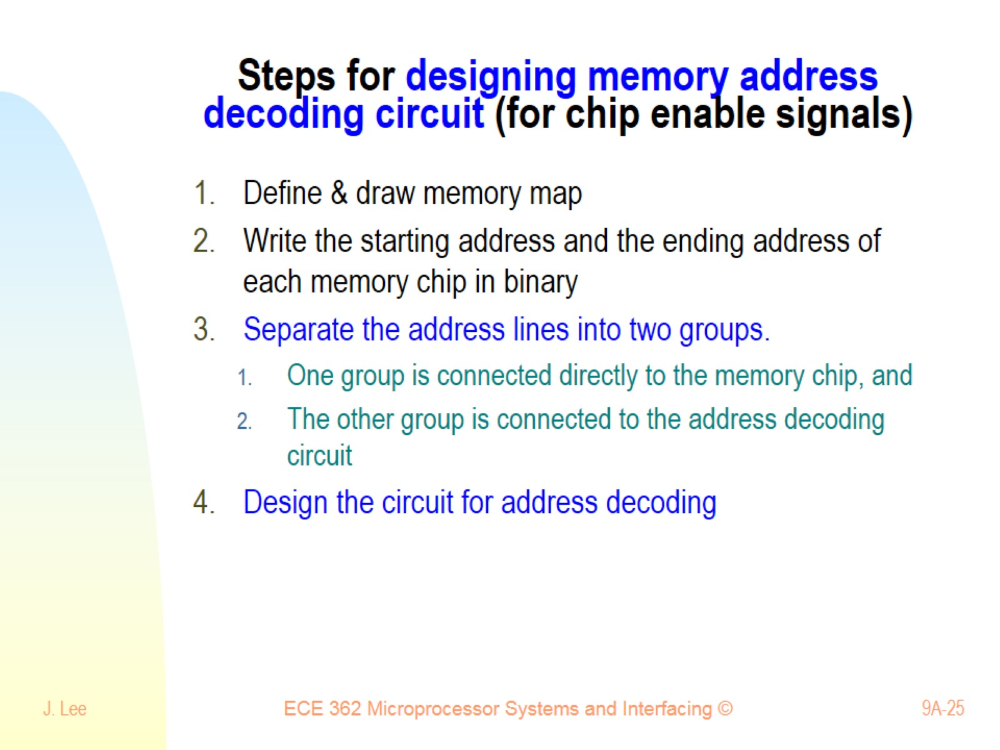 Steps for designing memory address
decoding circuit (for chip enable signals)
1. Define & draw memory map
2. Write the starting address and the ending address of
each memory chip in binary
3. Separate the address lines into two groups.
1. One group is connected directly to the memory chip, and
2. The other group is connected to the address decoding
circuit
4. Design the circuit for address decoding
J. Lee
ECE 362 Microprocessor Systems and Interfacing ©
9A-25